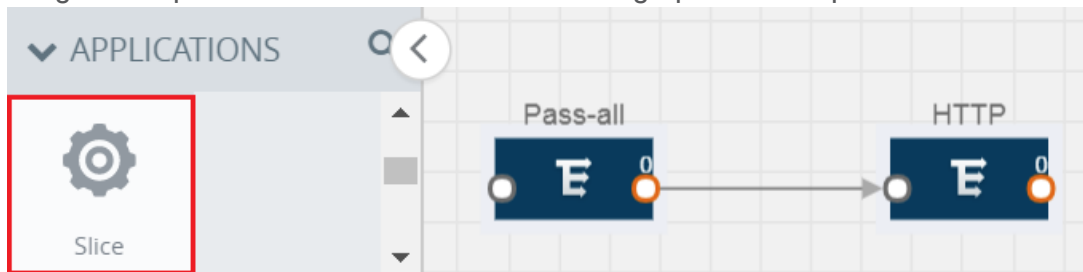 APPLICATIONS
Pass-all
HTTP
0
0
Slice